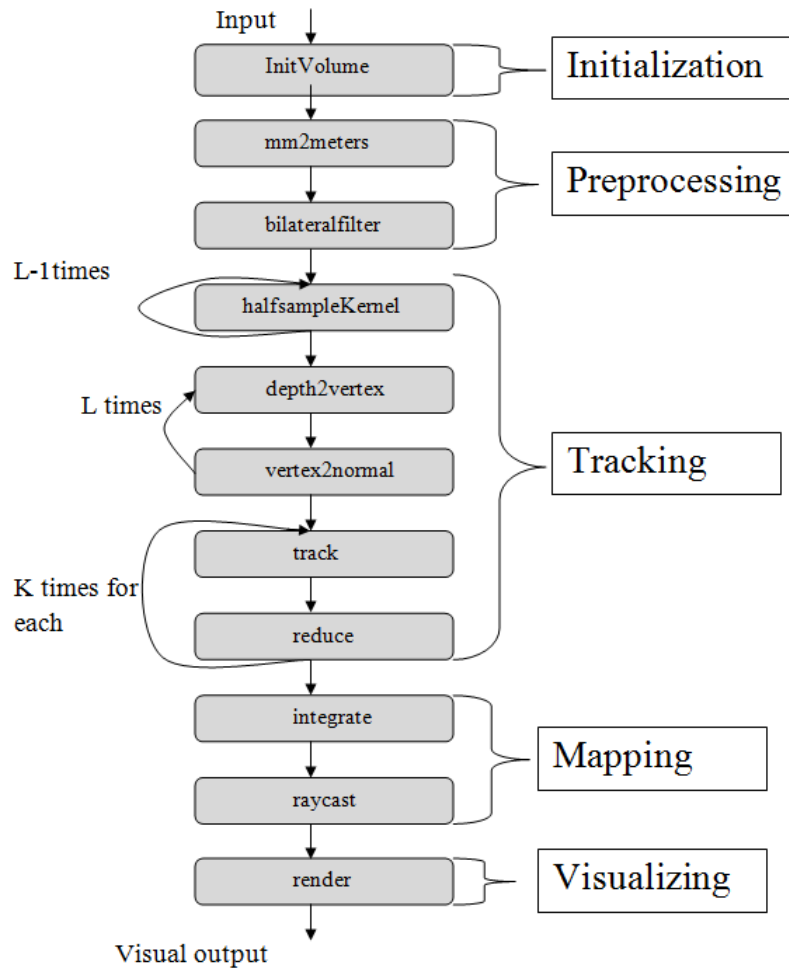 Input
InitVolume
Initialization
mm2meters
Preprocessing
bilateralfilter
L-1times
halfsampleKernel
depth2vertex
L times
vertex2normal
Tracking
track
K times for
each
reduce
integrate
Mapping
raycast
render
Visualizing
Visual output